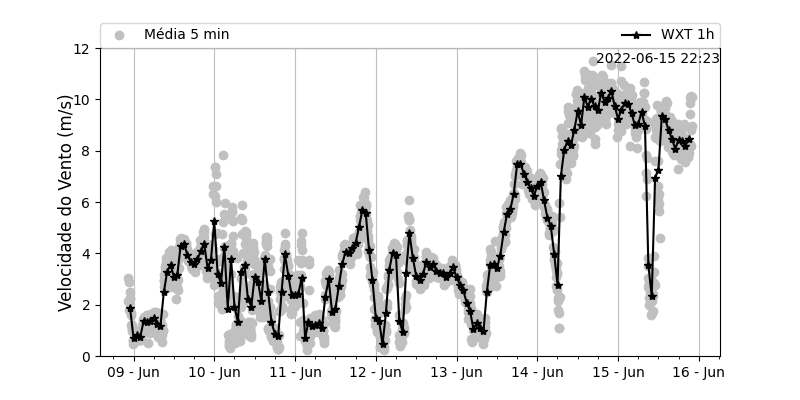 Média 5 min
WXT 1h
2022-06-15 22:23
Velocidade do Vento (m/s)
12
10
8
6
4
2
0
09 - Jun
10 - Jun
11 - Jun
12 - Jun
13 - Jun
14 - Jun
15 - Jun
16 - Jun